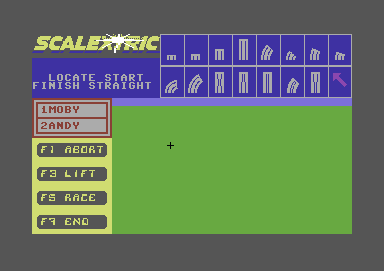 SCALEXTRIC
LOCATE START
FINISH STRAIGHT
1MOBY
2ANDY
F1 ABORT
F3 LIFT
F5 RACE
F7 END